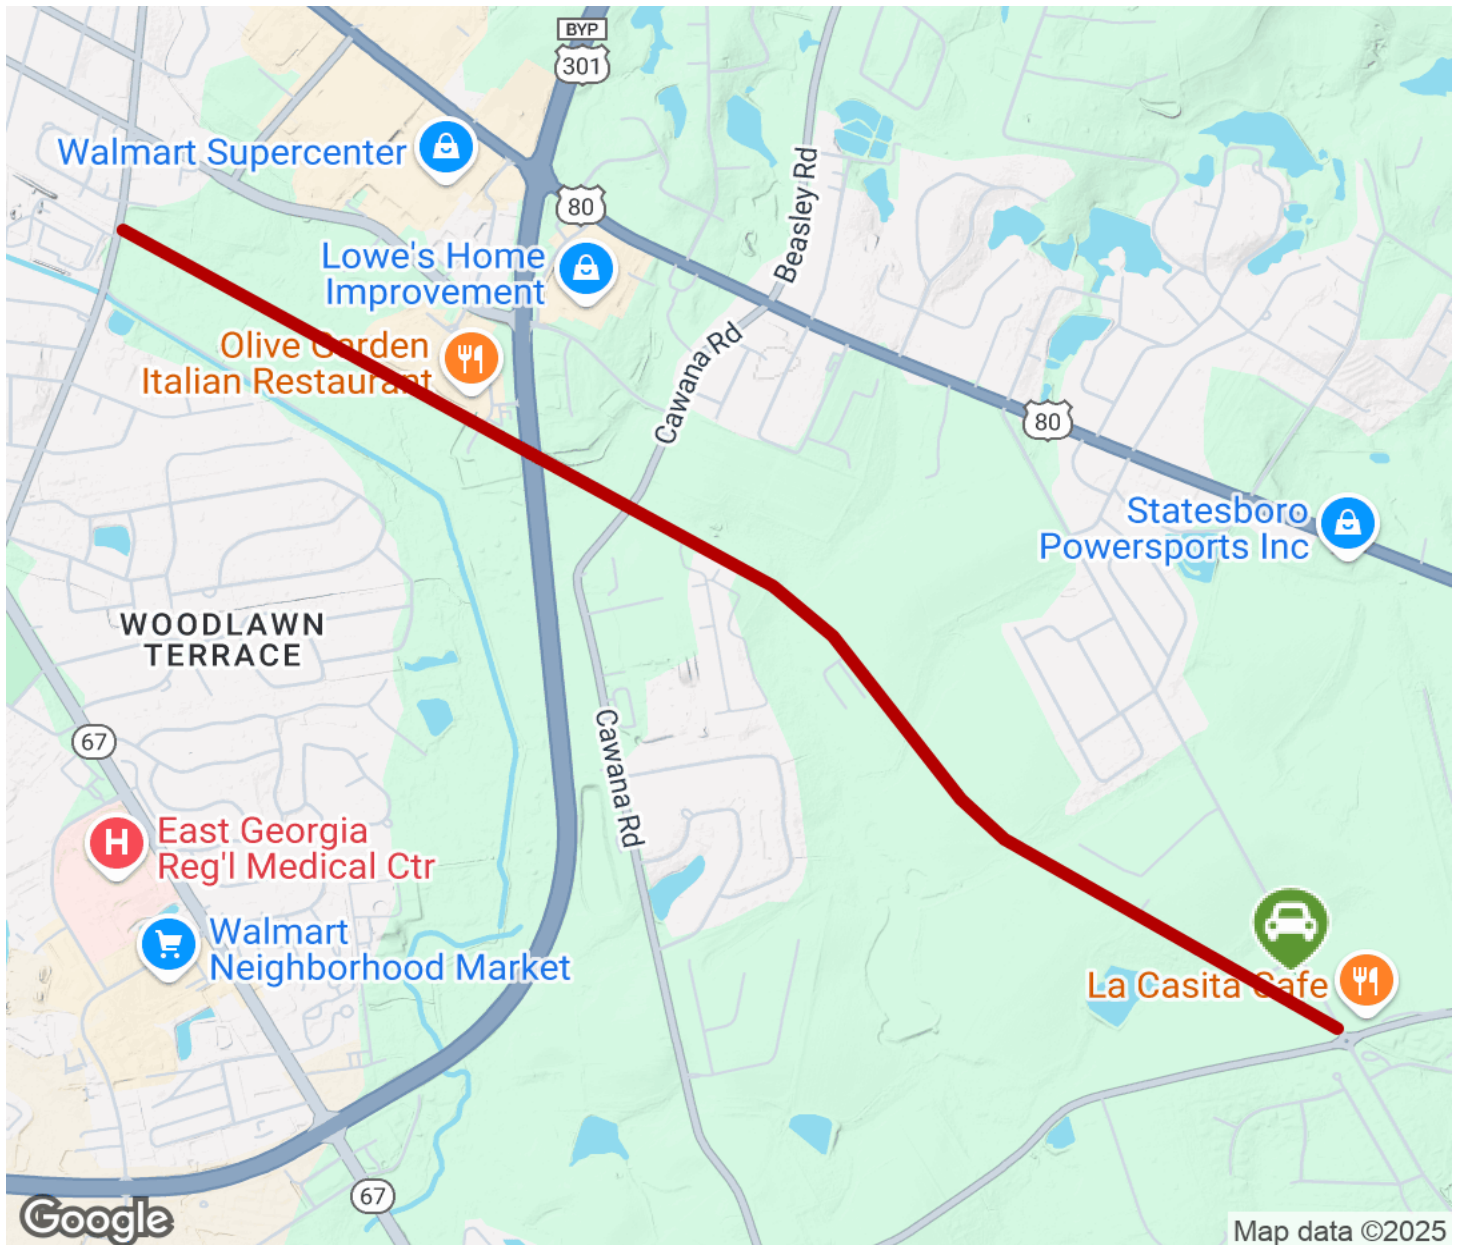 BYP
301
Walmart Supercenter
80
Beasley Rd
Lowe's Home
Improvement
Olive Garden
Italian Restaurant
Cawana Rd
80
Statesboro
Powersports Inc
WOODLAWN
TERRACE
67
Cawana Rd
H
East Georgia
Reg'l Medical Ctr
Walmart
Neighborhood Market
La Casita Cafe
67
Google
Map data ©2025